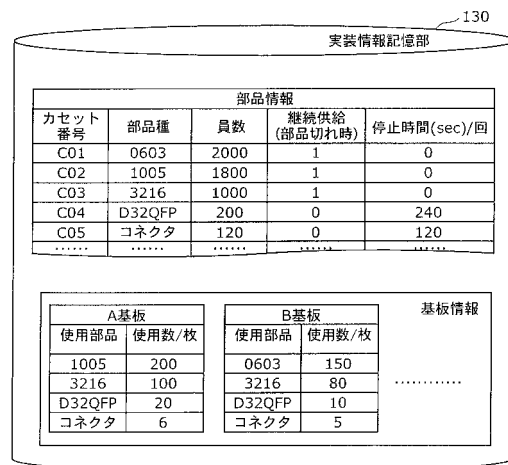 130
実装情報記憶部
部品情報
カセット番号 部品種 員数 継続供給(部品切れ時) 停止時間(sec)/回
C01 0603 2000 1 0
C02 1005 1800 1 0
C03 3216 1000 1 0
C04 D32QFP 200 0 240
C05 コネクタ 120 0 120
…… …… …… …… ……
基板情報
A基板
使用部品 使用数/枚
1005 200
3216 100
D32QFP 20
コネクタ 6
B基板
使用部品 使用数/枚
0603 150
3216 80
D32QFP 10
コネクタ 5
…………